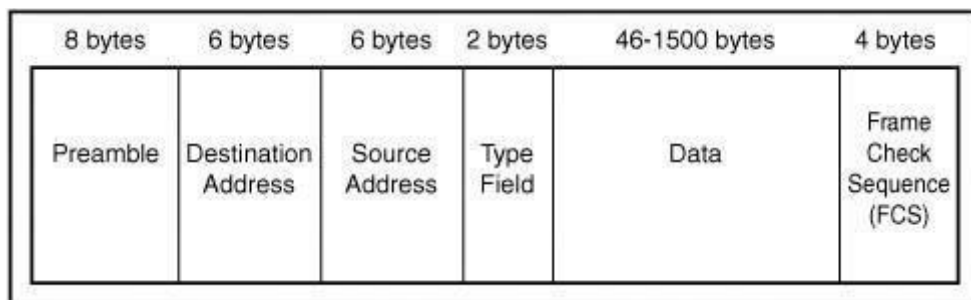 8 bytes 6 bytes 6 bytes 2 bytes 46-1500 bytes 4 bytes
Preamble
Destination
Address
Source
Address
Type
Field
Data
Frame
Check
Sequence
(FCS)